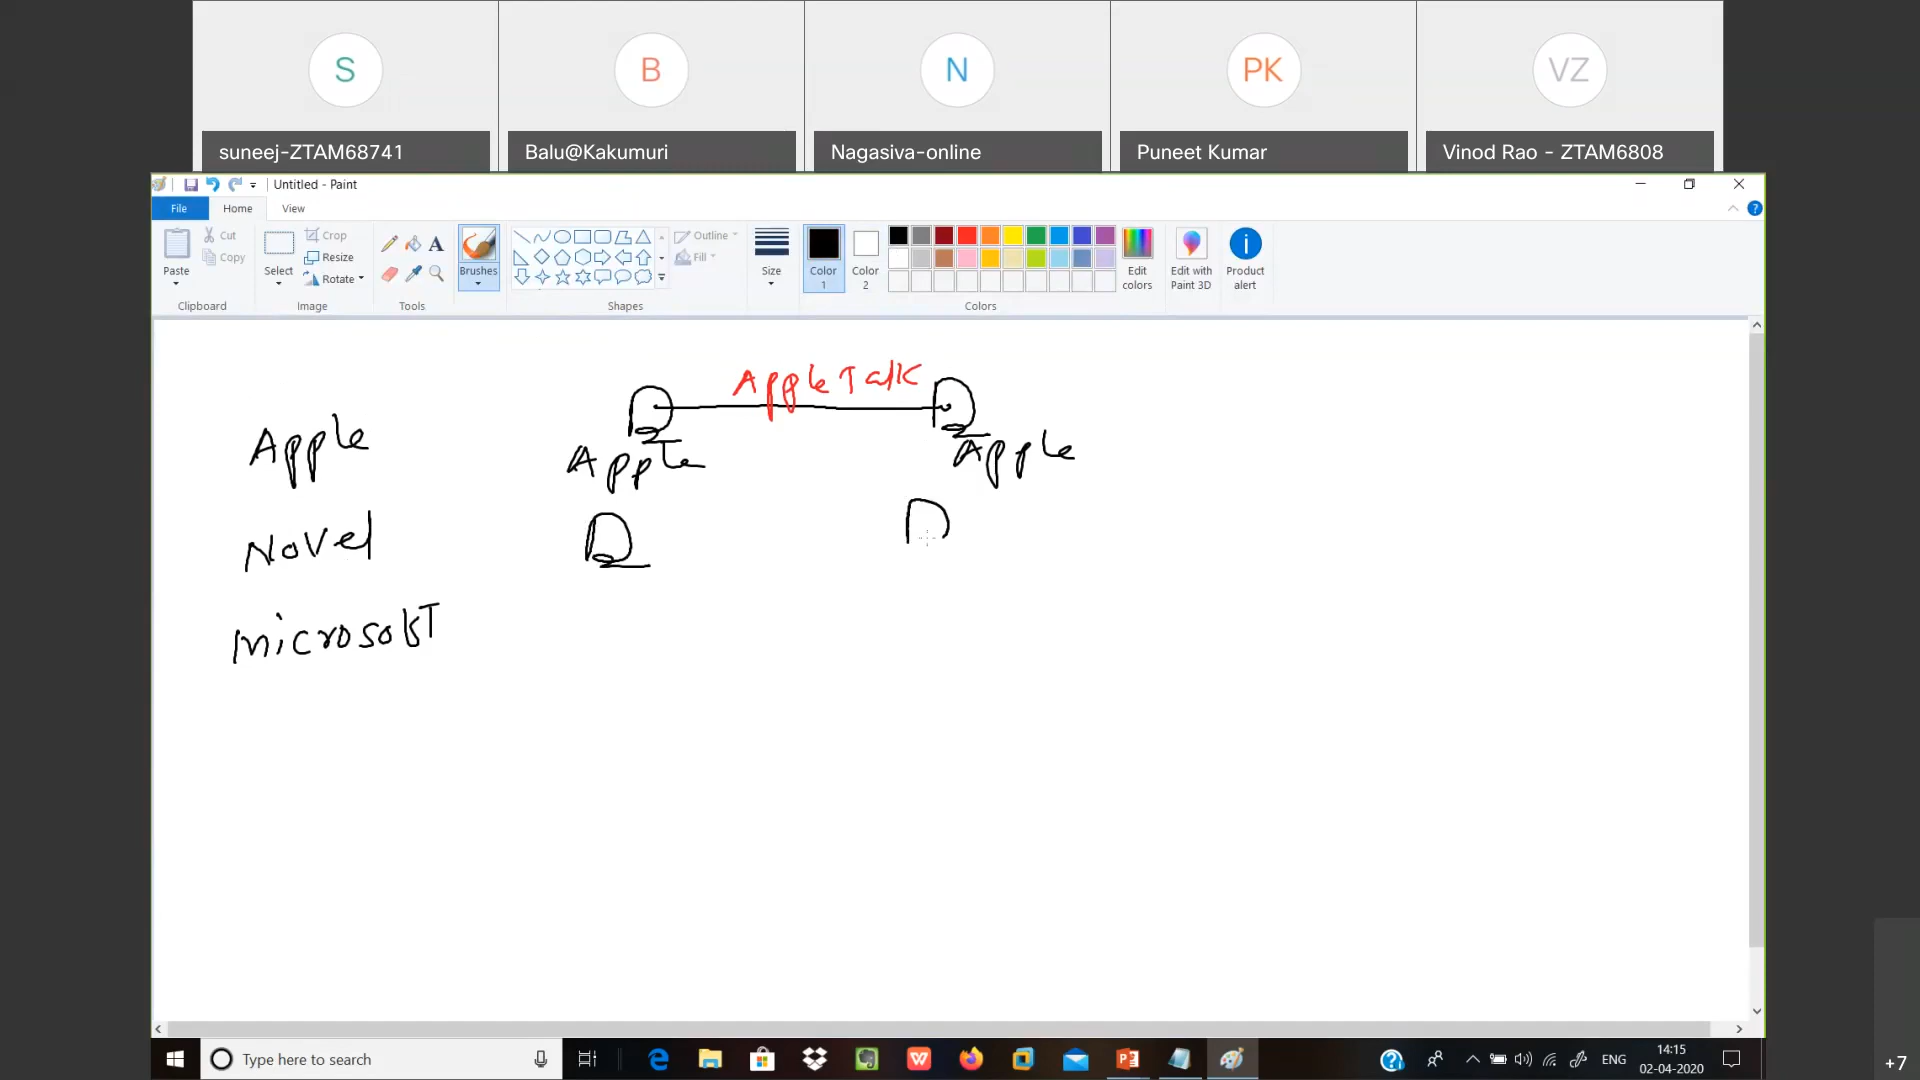 S B N PK VZ
suneej-ZTAM68741 Balu@Kakumuri Nagasiva-online Puneet Kumar Vinod Rao - ZTAM6808
Untitled - Paint
File Home View
Cut Crop Outline
Copy Resize Fill
Rotate
Paste Select Brushes Size Color 1 Color 2 Edit colors Edit with Paint 3D Product alert
Clipboard Image Tools Shapes Colors
AppleTalk
Apple Apple Apple
Novel
microsoft
Type here to search
ENG 14:15
02-04-2020
+7